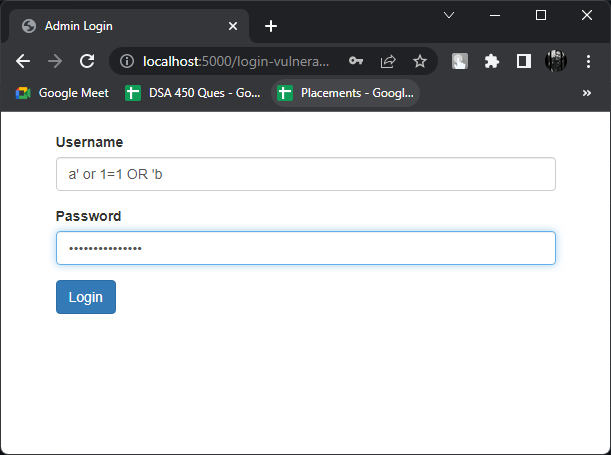 Admin Login
localhost:5000/login-vulnera...
Google Meet DSA 450 Ques - Go... Placements - Googl... »
Username
a' or 1=1 OR 'b
Password
•••••••••••••••
Login